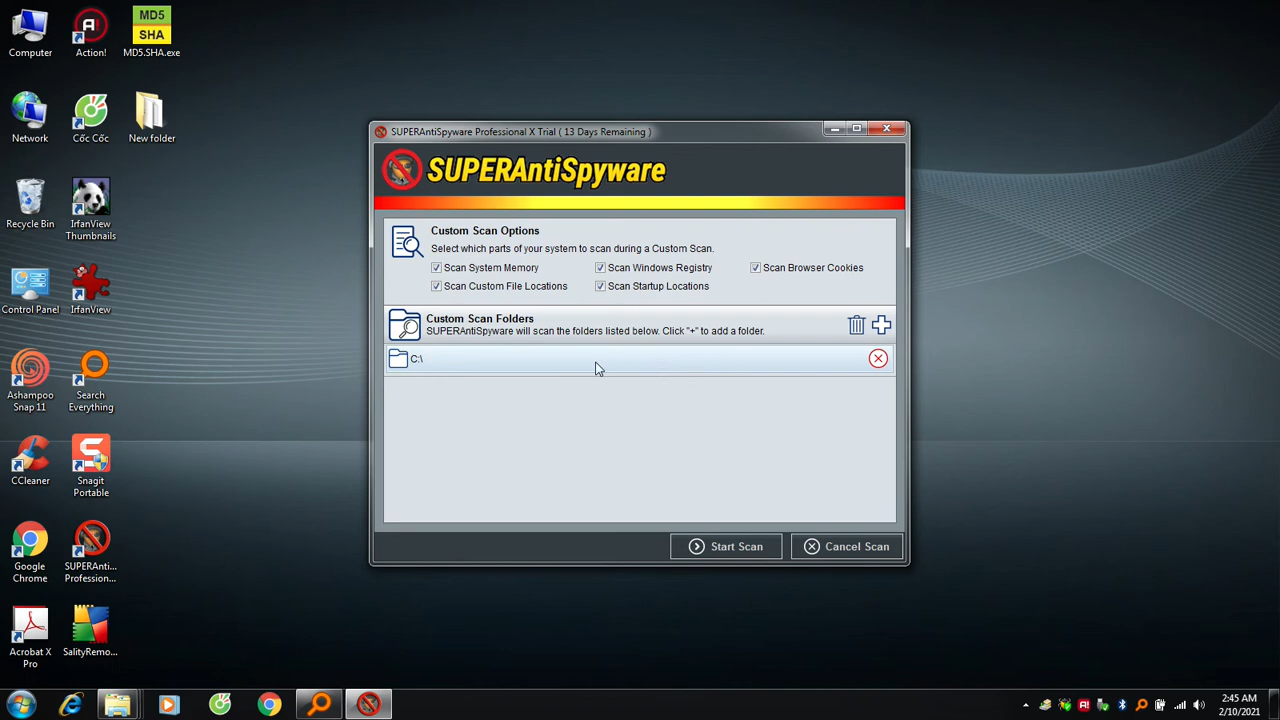 Computer
Action!
MD5
SHA
MD5.SHA.exe
Network
Cốc Cốc
New folder
Recycle Bin
IrfanView
Thumbnails
Control Panel
IrfanView
Ashampoo
Snap 11
Search
Everything
CCleaner
Snagit
Portable
Google
Chrome
SUPERAnti...
Profession...
Acrobat X
Pro
SalityRemo...
SUPERAntiSpyware Professional X Trial ( 13 Days Remaining )
SUPERAntiSpyware
Custom Scan Options
Select which parts of your system to scan during a Custom Scan.
Scan System Memory
Scan Windows Registry
Scan Browser Cookies
Scan Custom File Locations
Scan Startup Locations
Custom Scan Folders
SUPERAntiSpyware will scan the folders listed below. Click "+" to add a folder.
C:\
Start Scan
Cancel Scan
2:45 AM
2/10/2021